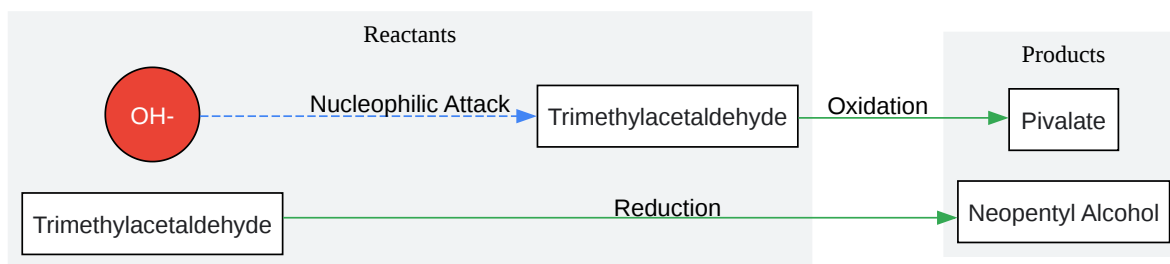 Reactants
Products
OH-
Nucleophilic Attack
Trimethylacetaldehyde
Oxidation
Pivalate
Trimethylacetaldehyde
Reduction
Neopentyl Alcohol